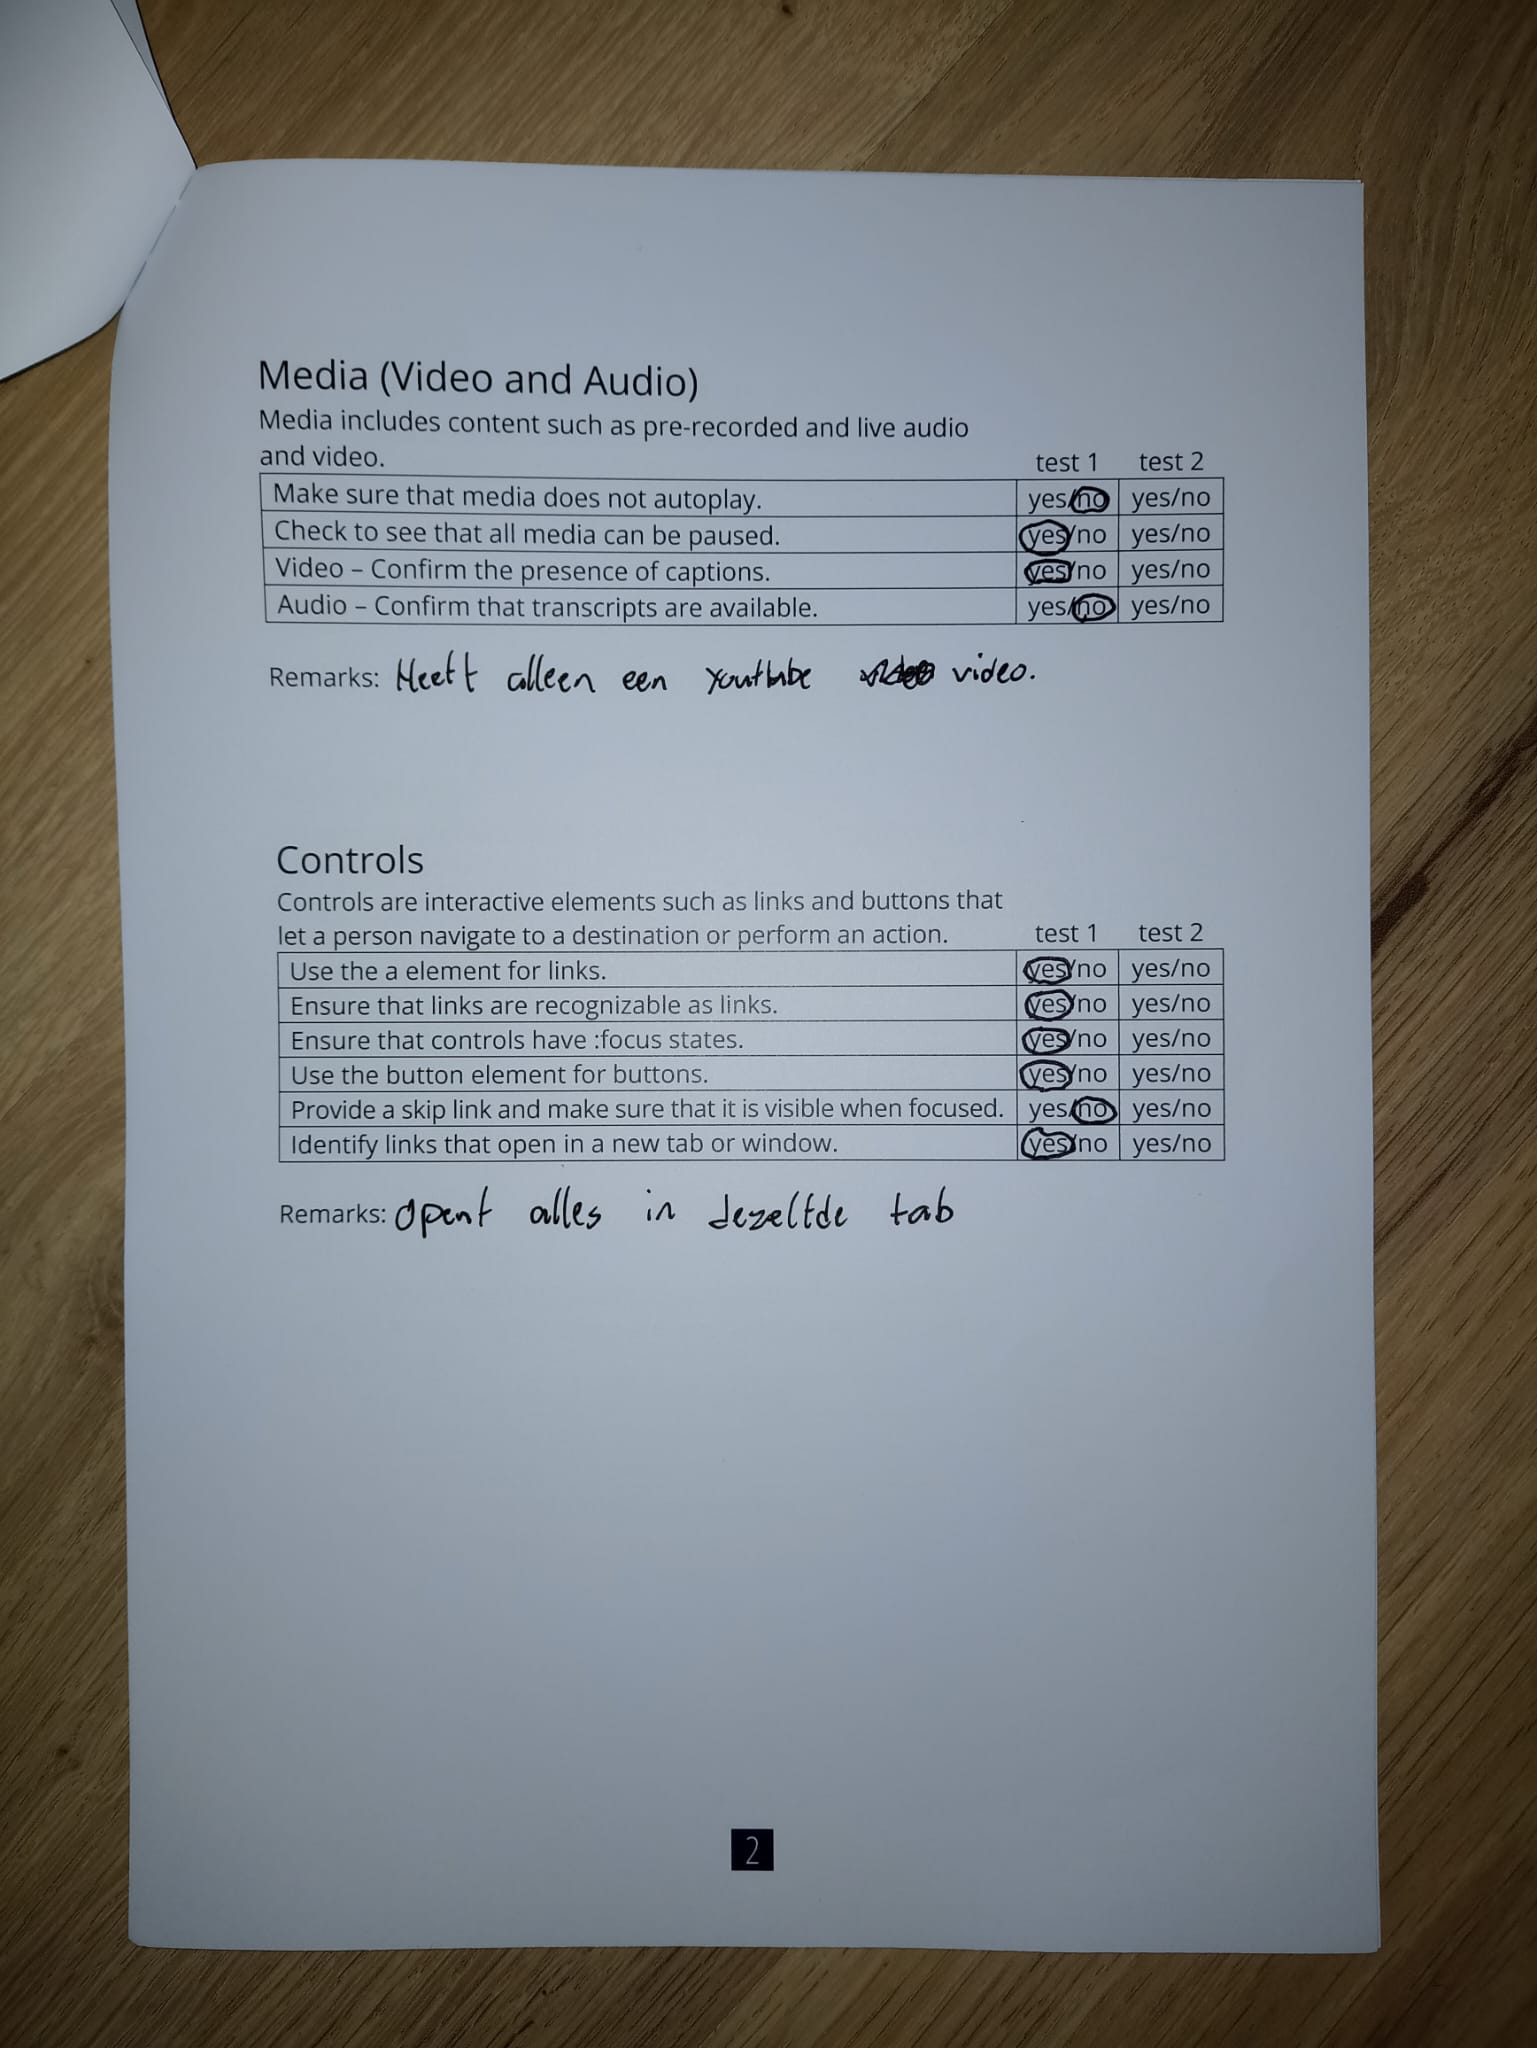 Media (Video and Audio)
Media includes content such as pre-recorded and live audio
and video. test 1 test 2
Make sure that media does not autoplay. yes/no yes/no
Check to see that all media can be paused. yes/no yes/no
Video – Confirm the presence of captions. yes/no yes/no
Audio – Confirm that transcripts are available. yes/no yes/no
Remarks: Heeft alleen een youtube video.
Controls
Controls are interactive elements such as links and buttons that
let a person navigate to a destination or perform an action. test 1 test 2
Use the a element for links. yes/no yes/no
Ensure that links are recognizable as links. yes/no yes/no
Ensure that controls have :focus states. yes/no yes/no
Use the button element for buttons. yes/no yes/no
Provide a skip link and make sure that it is visible when focused. yes/no yes/no
Identify links that open in a new tab or window. yes/no yes/no
Remarks: Opent alles in dezelfde tab
2